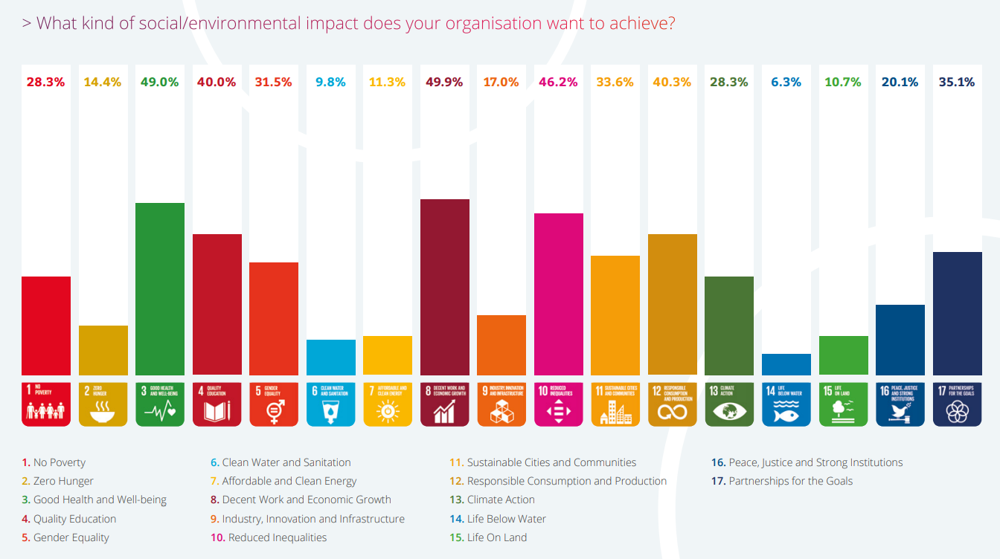 > What kind of social/environmental impact does your organisation want to achieve?
28.3% 14.4% 49.0% 40.0% 31.5% 9.8% 11.3% 49.9% 17.0% 46.2% 33.6% 40.3% 28.3% 6.3% 10.7% 20.1% 35.1%
1 NO
POVERTY
2 ZERO
HUNGER
3 GOOD HEALTH
AND WELL-BEING
4 QUALITY
EDUCATION
5 GENDER
EQUALITY
6 CLEAN WATER
AND SANITATION
7 AFFORDABLE AND
CLEAN ENERGY
8 DECENT WORK AND
ECONOMIC GROWTH
9 INDUSTRY, INNOVATION
AND INFRASTRUCTURE
10 REDUCED
INEQUALITIES
11 SUSTAINABLE CITIES
AND COMMUNITIES
12 RESPONSIBLE
CONSUMPTION
AND PRODUCTION
13 CLIMATE
ACTION
14 LIFE
BELOW WATER
15 LIFE
ON LAND
16 PEACE, JUSTICE
AND STRONG
INSTITUTIONS
17 PARTNERSHIPS
FOR THE GOALS
1. No Poverty
2. Zero Hunger
3. Good Health and Well-being
4. Quality Education
5. Gender Equality
6. Clean Water and Sanitation
7. Affordable and Clean Energy
8. Decent Work and Economic Growth
9. Industry, Innovation and Infrastructure
10. Reduced Inequalities
11. Sustainable Cities and Communities
12. Responsible Consumption and Production
13. Climate Action
14. Life Below Water
15. Life On Land
16. Peace, Justice and Strong Institutions
17. Partnerships for the Goals